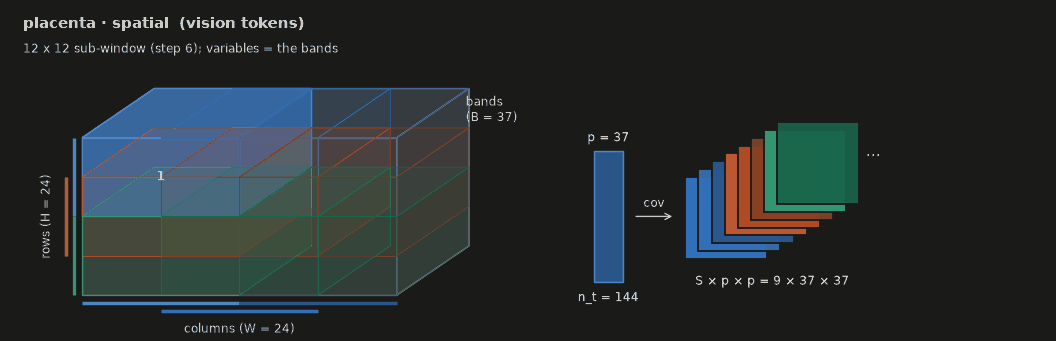 placenta · spatial  (vision tokens)
12 x 12 sub-window (step 6); variables = the bands
bands
(B = 37)
p = 37
1
rows (H = 24)
cov
...
S × p × p = 9 × 37 × 37
n_t = 144
columns (W = 24)